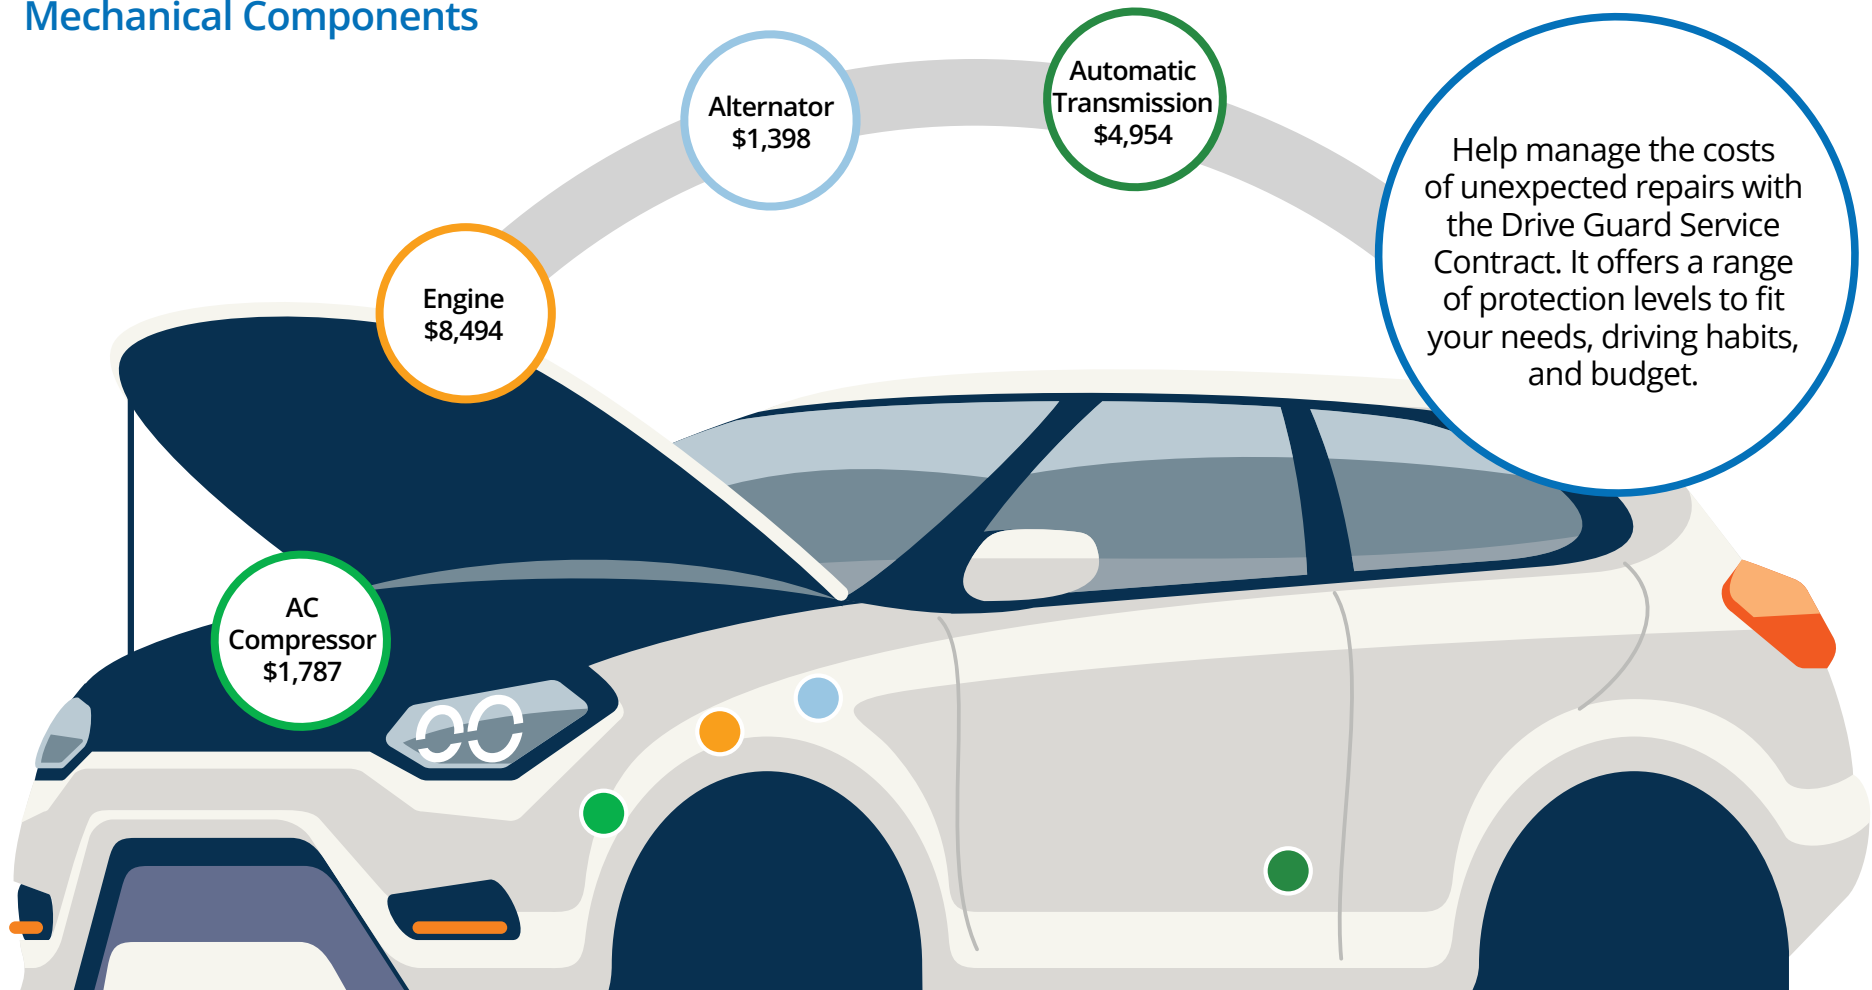 Mechanical Components
Alternator
$1,398
Automatic
Transmission
$4,954
Engine
$8,494
AC
Compressor
$1,787
Help manage the costs
of unexpected repairs with
the Drive Guard Service
Contract. It offers a range
of protection levels to fit
your needs, driving habits,
and budget.